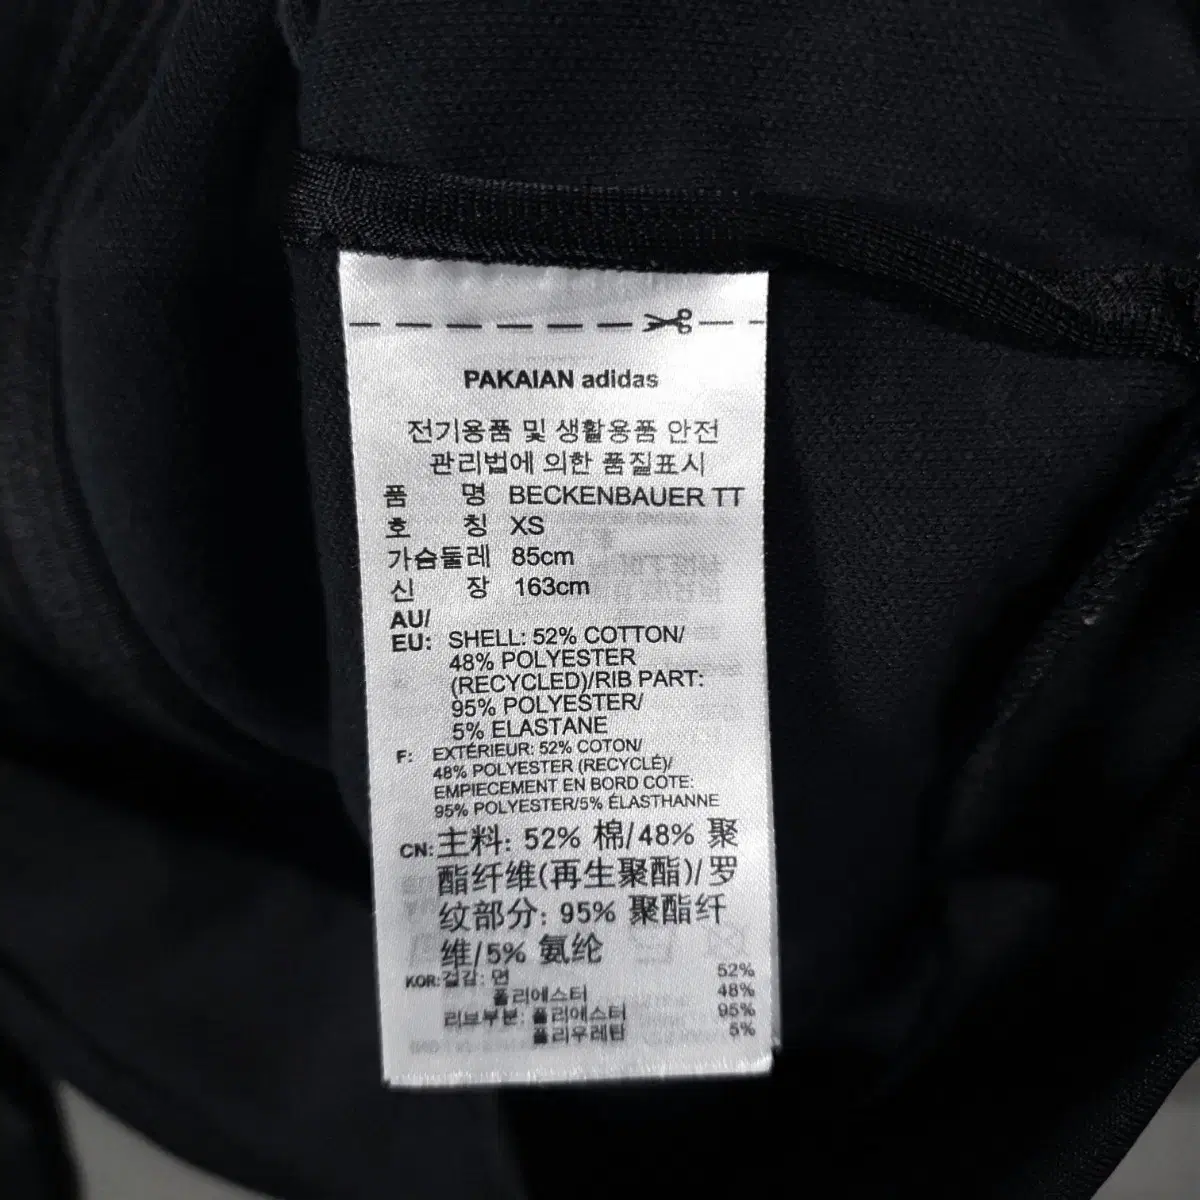 PAKAIAN adidas
전기용품 및 생활용품 안전
관리법에 의한 품질표시
품 명 BECKENBAUER TT
호 칭 XS
가슴둘레 85cm
신 장 163cm
AU/
EU: SHELL: 52% COTTON/
48% POLYESTER
(RECYCLED)/RIB PART:
95% POLYESTER/
5% ELASTANE
F: EXTÉRIEUR: 52% COTON/
48% POLYESTER (RECYCLÉ)/
EMPIECEMENT EN BORD COTE:
95% POLYESTER/5% ÉLASTHANNE
CN: 主料: 52% 棉/48% 聚
酯纤维(再生聚酯)/罗
纹部分: 95% 聚酯纤
维/5% 氨纶
KOR: 겉감: 면 52%
폴리에스터 48%
리브부분: 폴리에스터 95%
폴리우레탄 5%